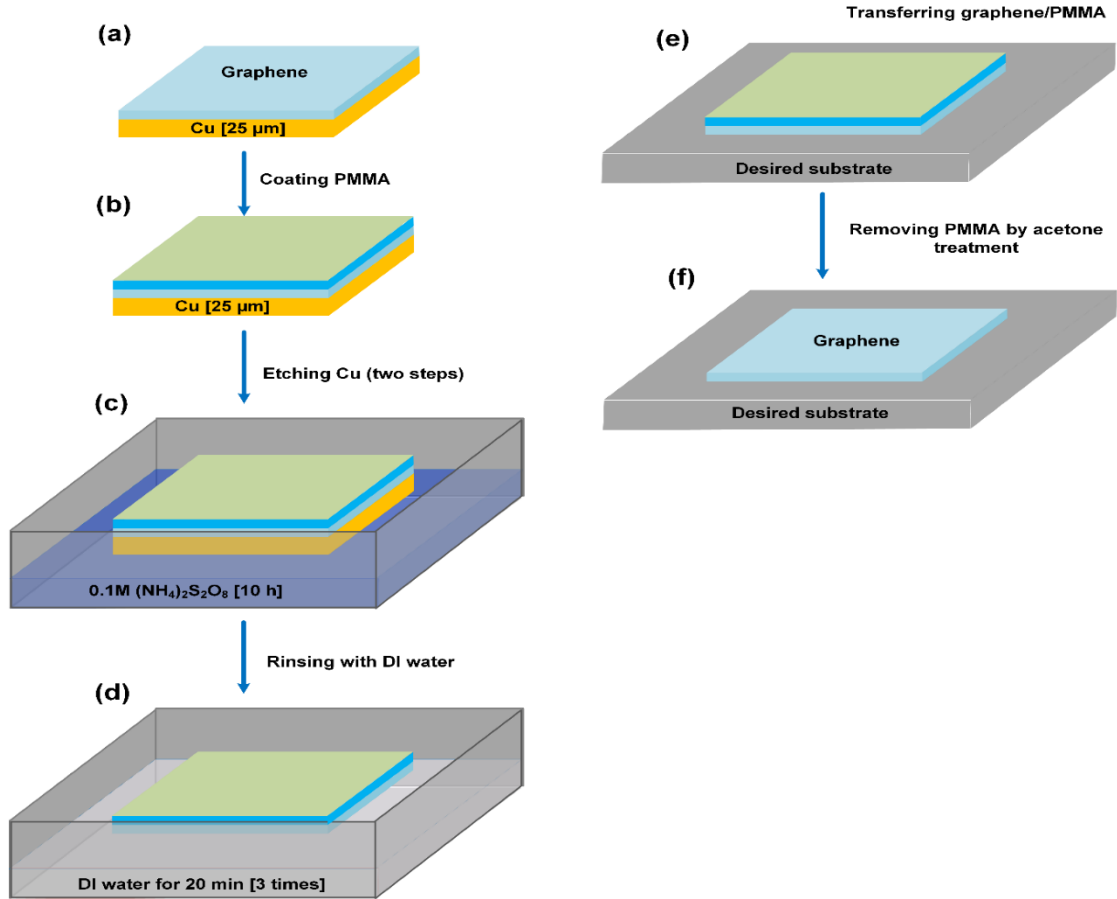 (a)
Graphene
Cu [25 µm]
Coating PMMA
(b)
Cu [25 µm]
Etching Cu (two steps)
(c)
0.1M (NH₄)₂S₂O₈ [10 h]
Rinsing with DI water
(d)
DI water for 20 min [3 times]
Transferring graphene/PMMA
(e)
Desired substrate
Removing PMMA by acetone
treatment
(f)
Graphene
Desired substrate